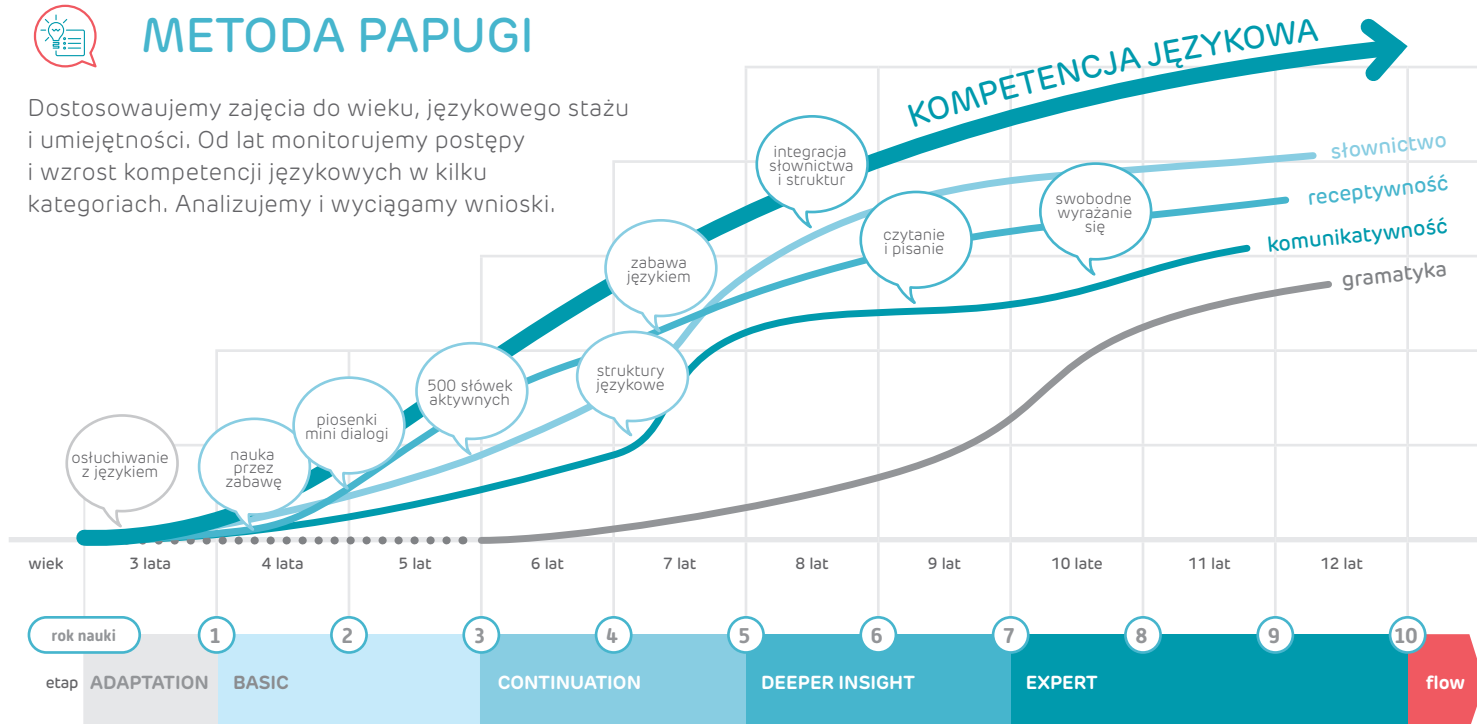 METODA PAPUGI
Dostosowaujemy zajęcia do wieku, językowego stażu
i umiejętności. Od lat monitorujemy postępy
i wzrost kompetencji językowych w kilku
kategoriach. Analizujemy i wyciągamy wnioski.
KOMPETENCJA JĘZYKOWA
słownictwo
receptywność
komunikatywność
gramatyka
osłuchiwanie
z językiem
nauka
przez
zabawę
piosenki
mini dialogi
500 słówek
aktywnych
struktury
językowe
zabawa
językiem
integracja
słownictwa
i struktur
czytanie
i pisanie
swobodne
wyrażanie
się
wiek 3 lata 4 lata 5 lat 6 lat 7 lat 8 lat 9 lat 10 late 11 lat 12 lat
rok nauki 1 2 3 4 5 6 7 8 9 10
etap ADAPTATION BASIC CONTINUATION DEEPER INSIGHT EXPERT flow